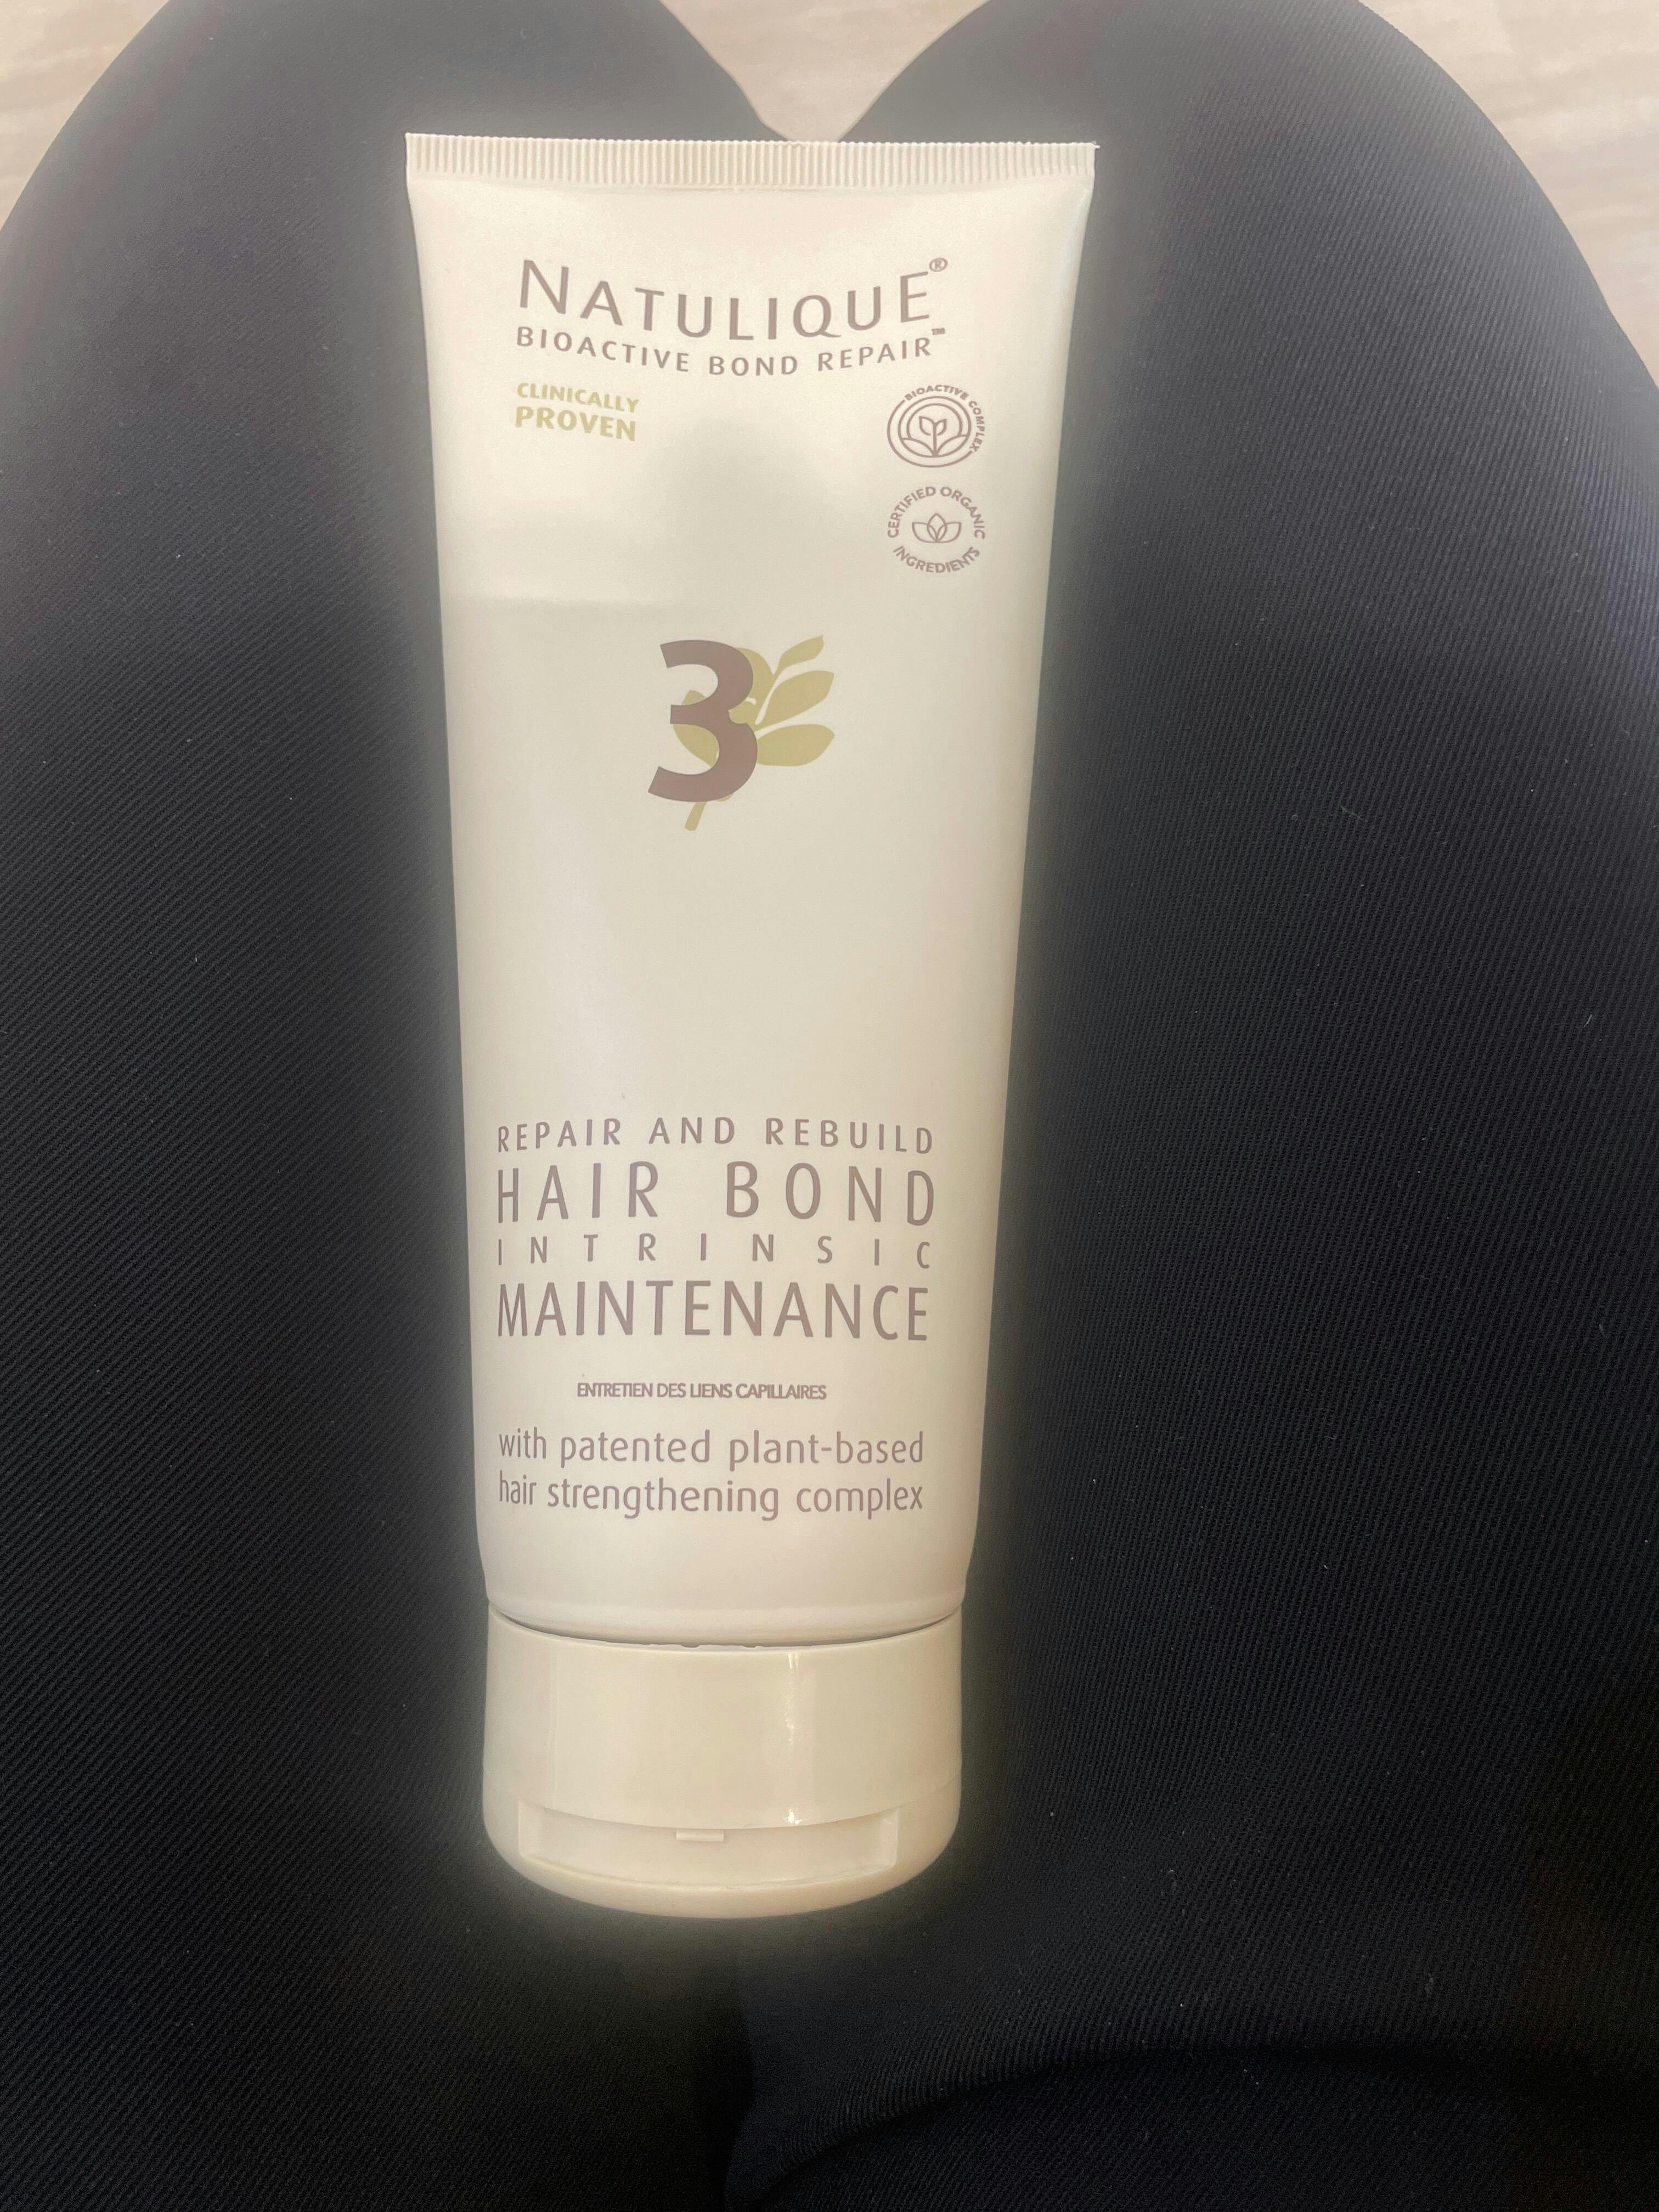 NATULIQUE®
BIOACTIVE BOND REPAIR™
CLINICALLY
PROVEN
BIOACTIVE COMPLEX
CERTIFIED ORGANIC
INGREDIENTS
3
REPAIR AND REBUILD
HAIR BOND
INTRINSIC
MAINTENANCE
ENTRETIEN DES LIENS CAPILLAIRES
with patented plant-based
hair strengthening complex